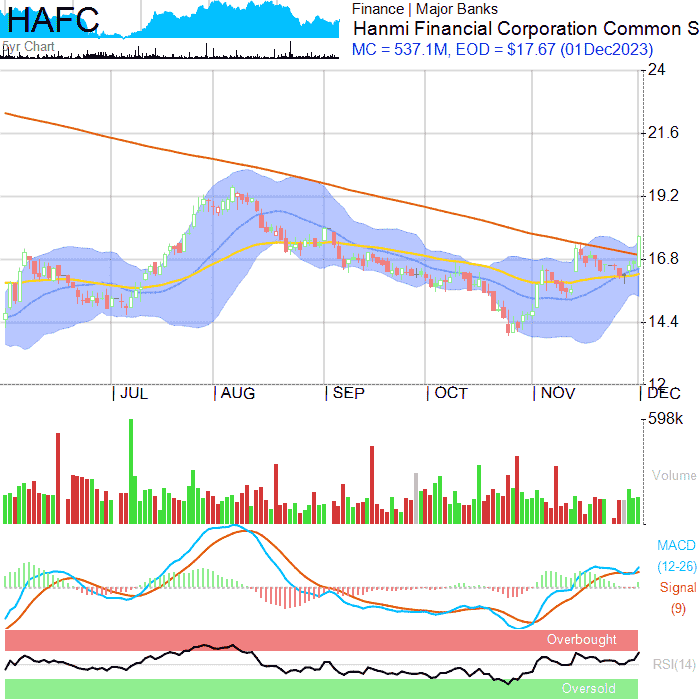 HAFC
5yr Chart
Finance | Major Banks
Hanmi Financial Corporation Common S
MC = 537.1M, EOD = $17.67 (01Dec2023)
24
21.6
19.2
16.8
14.4
12
JUL
AUG
SEP
OCT
NOV
DEC
598k
Volume
MACD
(12-26)
Signal
(9)
Overbought
RSI(14)
Oversold